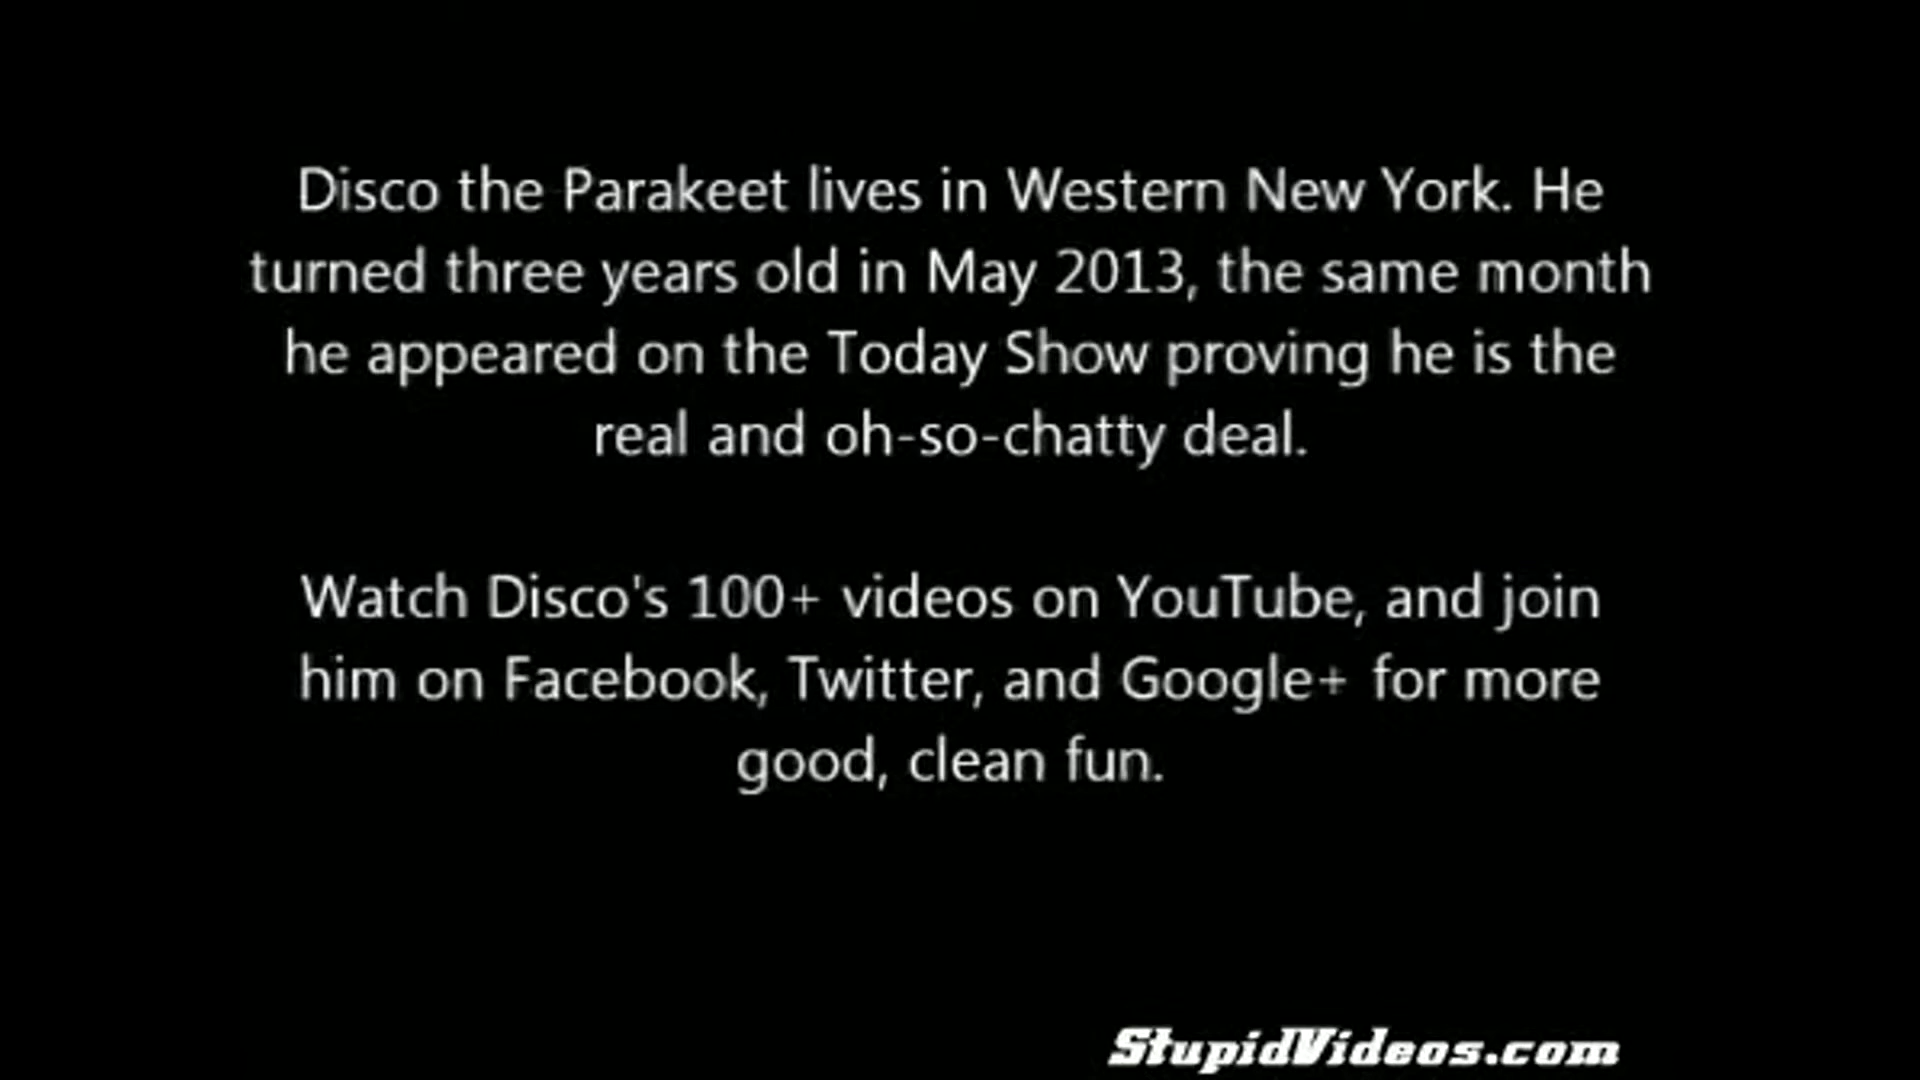 Disco the Parakeet lives in Western New York. He
turned three years old in May 2013, the same month
he appeared on the Today Show proving he is the
real and oh-so-chatty deal.
Watch Disco's 100+ videos on YouTube, and join
him on Facebook, Twitter, and Google+ for more
good, clean fun.
StupidVideos.com